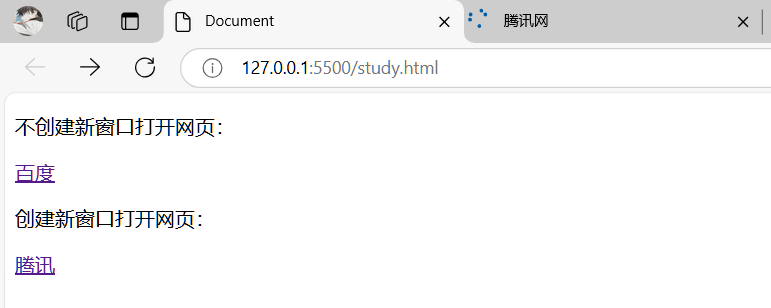 Document
腾讯网
127.0.0.1:5500/study.html
不创建新窗口打开网页：
百度
创建新窗口打开网页：
腾讯